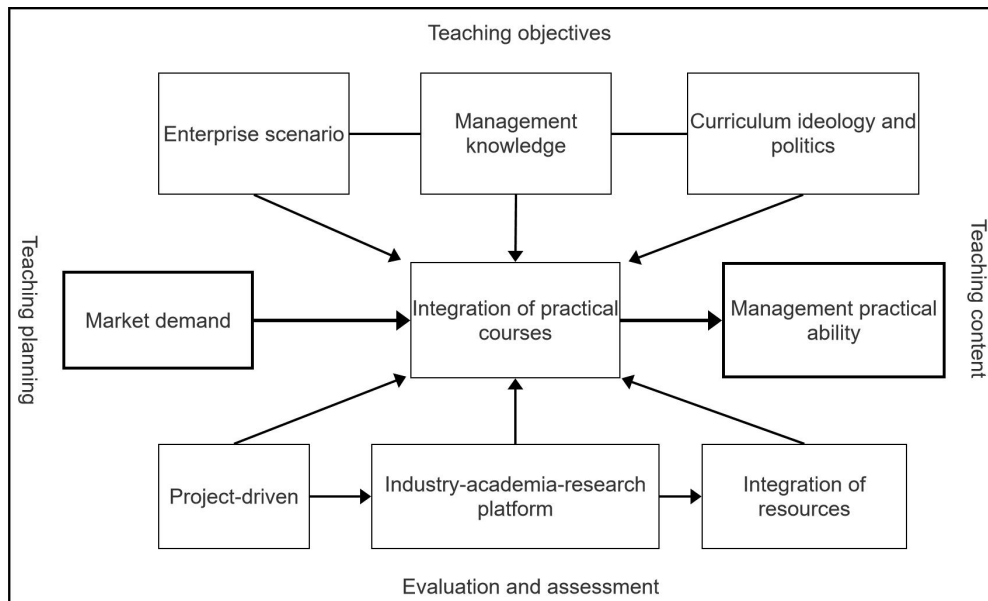 Teaching objectives
Enterprise scenario
Management
knowledge
Curriculum ideology and
politics
Teaching planning
Market demand
Integration of practical
courses
Management practical
ability
Teaching content
Project-driven
Industry-academia-research
platform
Integration of
resources
Evaluation and assessment